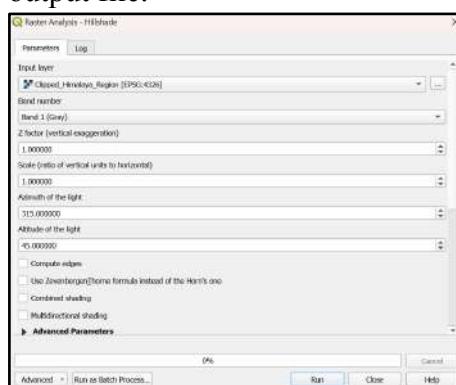 Raster Analysis - Hillshade
Parameters Log
Input layer
Clipped_Himalaya_Region [EPSG:4326]
Band number
Band 1 (Gray)
Z factor (vertical exaggeration)
1.000000
Scale (ratio of vertical units to horizontal)
1.000000
Azimuth of the light
315.000000
Altitude of the light
45.000000
Compute edges
Use Zevenbergen&Thorne formula instead of the Horn's one
Combined shading
Multidirectional shading
Advanced Parameters
0%
Cancel
Advanced Run as Batch Process... Run Close Help